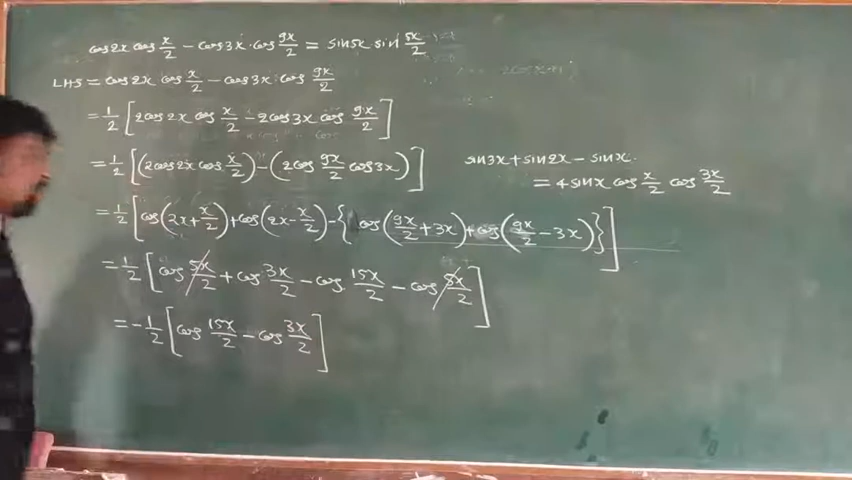 cos2x cos x/2 - cos3x · cos 9x/2 = sin5x sin 5x/2
LHS = cos2x cos x/2 - cos3x · cos 9x/2
= 1/2 [2cos2x cos x/2 - 2cos3x cos 9x/2]
= 1/2 [(2cos2x cos x/2) - (2cos 9x/2 cos3x)]
= 1/2 [cos(2x + x/2) + cos(2x - x/2) - {cos(9x/2 + 3x) + cos(9x/2 - 3x)}]
= 1/2 [cos 5x/2 + cos 3x/2 - cos 15x/2 - cos 5x/2]
= -1/2 [cos 15x/2 - cos 3x/2]
sin3x + sin2x - sinx.
= 4sinx cos x/2 cos 3x/2